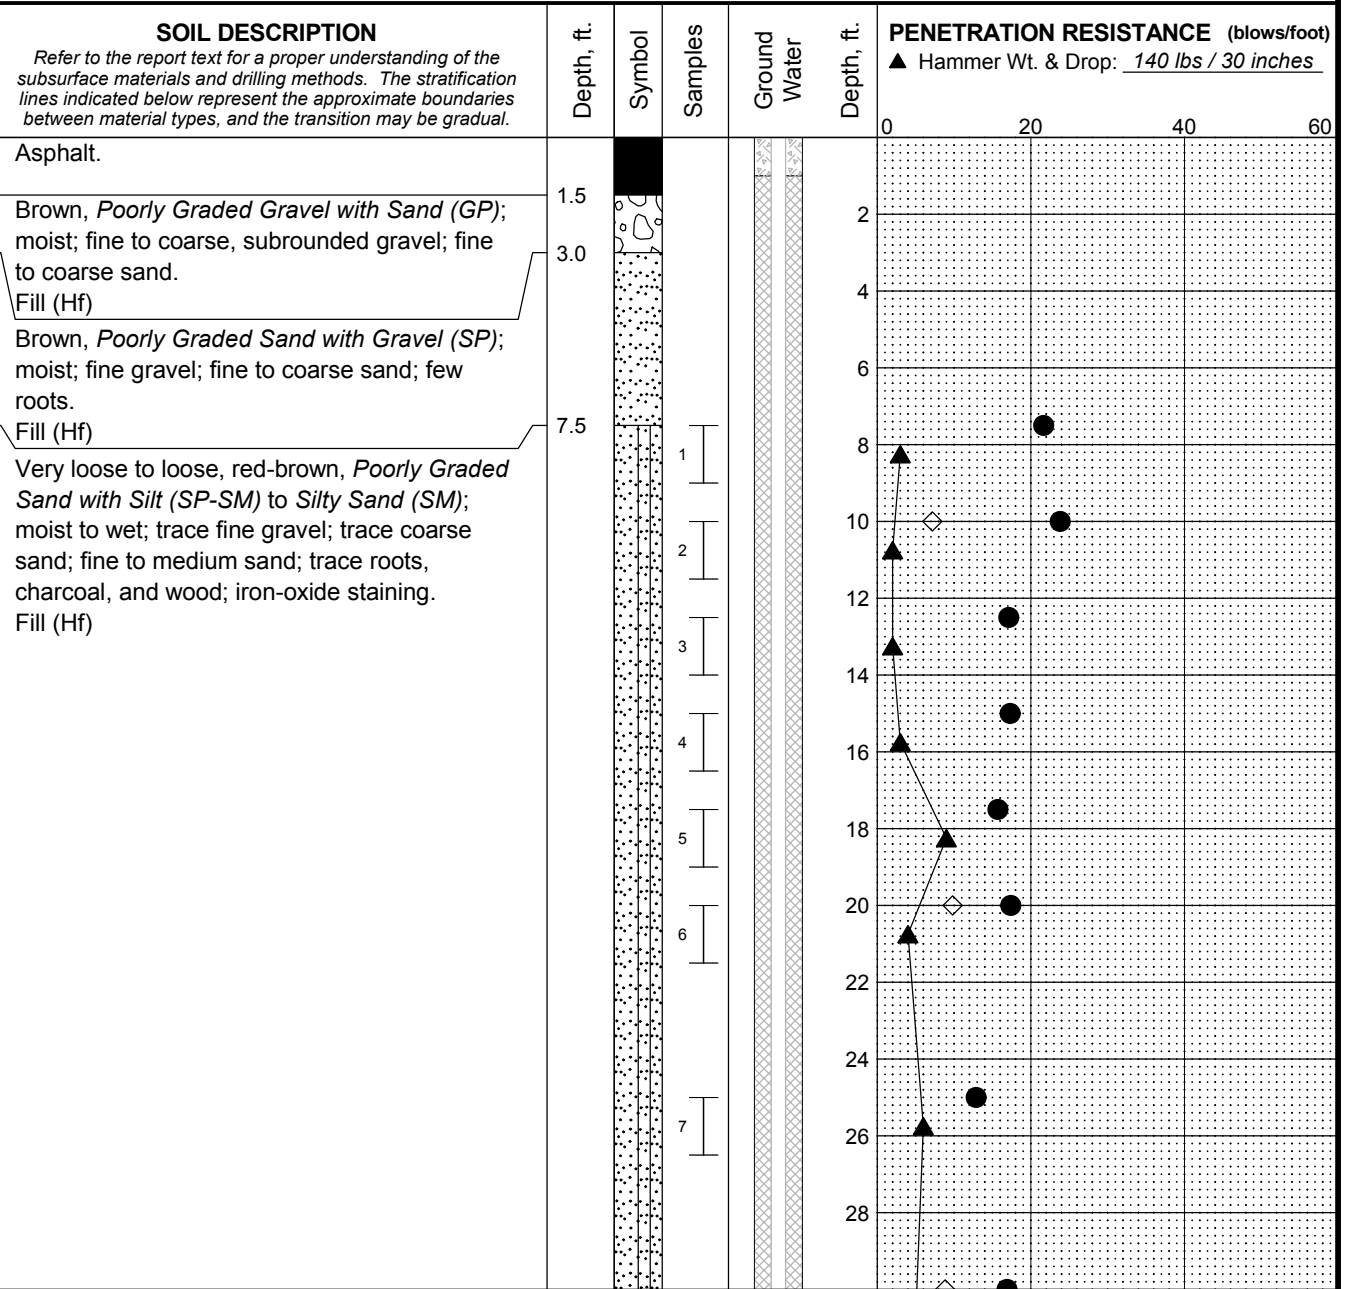 SOIL DESCRIPTION
Refer to the report text for a proper understanding of the
subsurface materials and drilling methods. The stratification
lines indicated below represent the approximate boundaries
between material types, and the transition may be gradual.
Depth, ft.
Symbol
Samples
Ground
Water
Depth, ft.
PENETRATION RESISTANCE (blows/foot)
▲ Hammer Wt. & Drop: 140 lbs / 30 inches
0 20 40 60
Asphalt.
1.5
Brown, Poorly Graded Gravel with Sand (GP);
moist; fine to coarse, subrounded gravel; fine
to coarse sand.
Fill (Hf)
3.0
Brown, Poorly Graded Sand with Gravel (SP);
moist; fine gravel; fine to coarse sand; few
roots.
Fill (Hf)
7.5
Very loose to loose, red-brown, Poorly Graded
Sand with Silt (SP-SM) to Silty Sand (SM);
moist to wet; trace fine gravel; trace coarse
sand; fine to medium sand; trace roots,
charcoal, and wood; iron-oxide staining.
Fill (Hf)
1
2
3
4
5
6
7
2
4
6
8
10
12
14
16
18
20
22
24
26
28